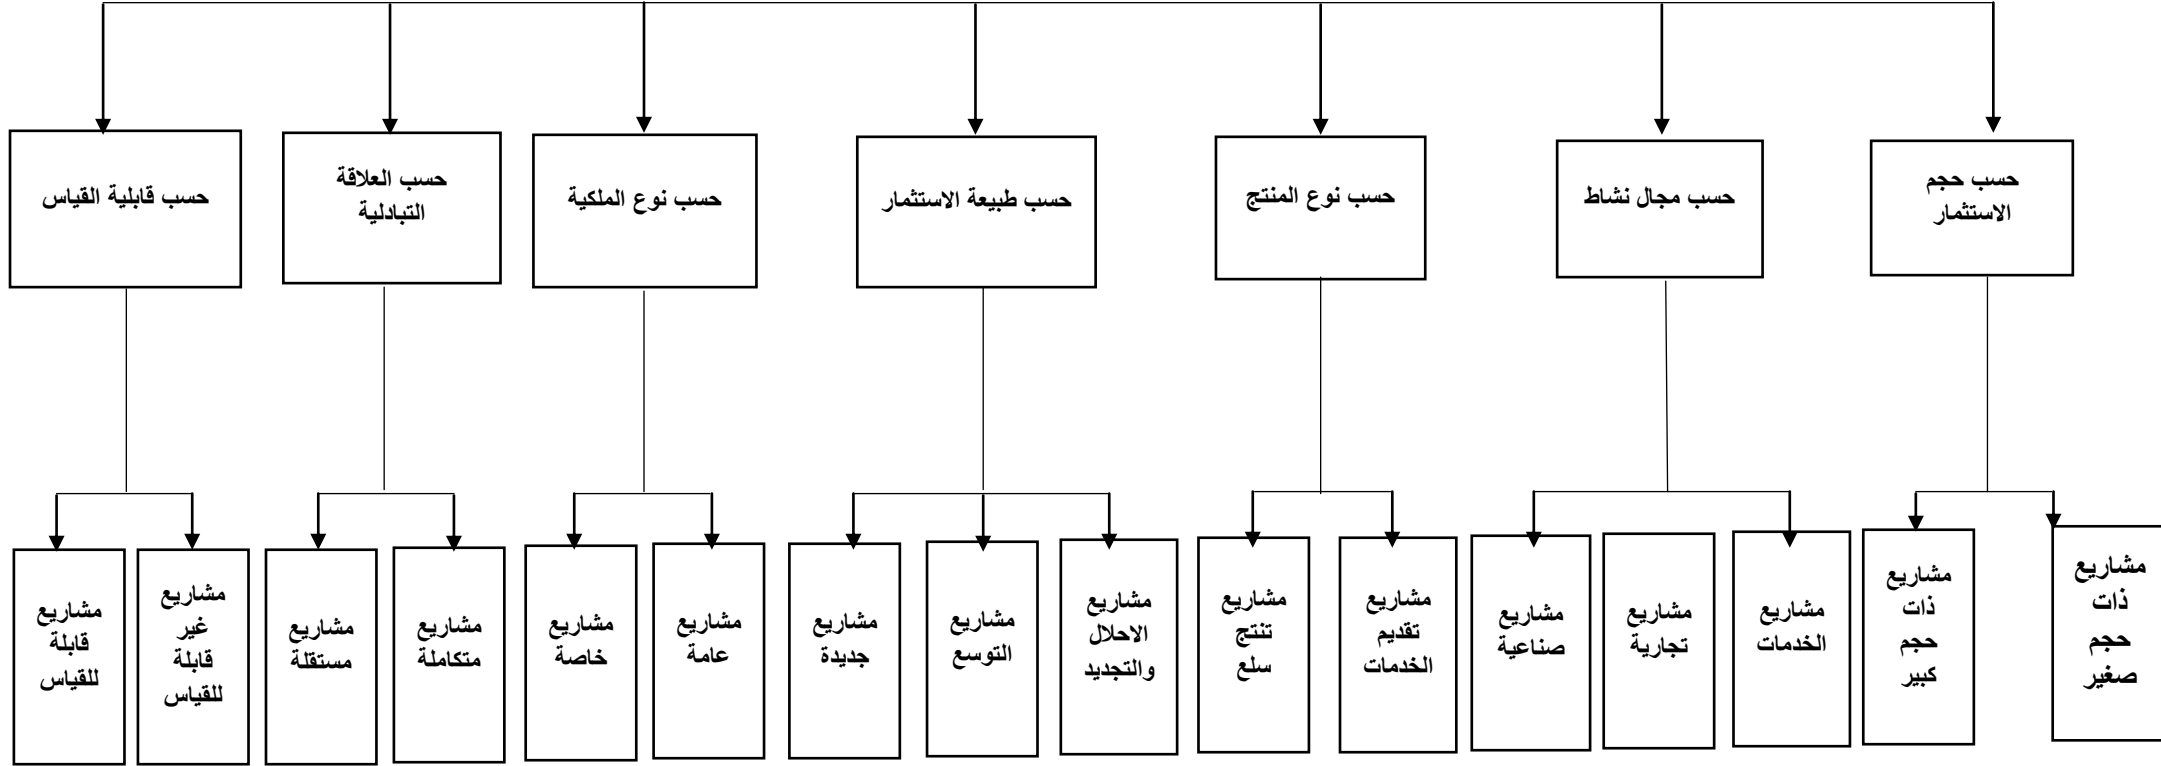 حسب حجم
الاستثمار
حسب مجال نشاط
حسب نوع المنتج
حسب طبيعة الاستثمار
حسب نوع الملكية
حسب العلاقة
التبادلية
حسب قابلية القياس
مشاريع
ذات
حجم
صغير
مشاريع
ذات
حجم
كبير
مشاريع
الخدمات
مشاريع
تجارية
مشاريع
صناعية
مشاريع
تقديم
الخدمات
مشاريع
تنتج
سلع
مشاريع
الاحلال
والتجديد
مشاريع
التوسع
مشاريع
جديدة
مشاريع
عامة
مشاريع
خاصة
مشاريع
متكاملة
مشاريع
مستقلة
مشاريع
غير
قابلة
للقياس
مشاريع
قابلة
للقياس